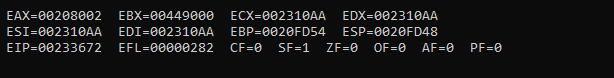 EAX=00208002 EBX=00449000 ECX=002310AA EDX=002310AA
ESI=002310AA EDI=002310AA EBP=0020FD54 ESP=0020FD48
EIP=00233672 EFL=00000282 CF=0 SF=1 ZF=0 OF=0 AF=0 PF=0